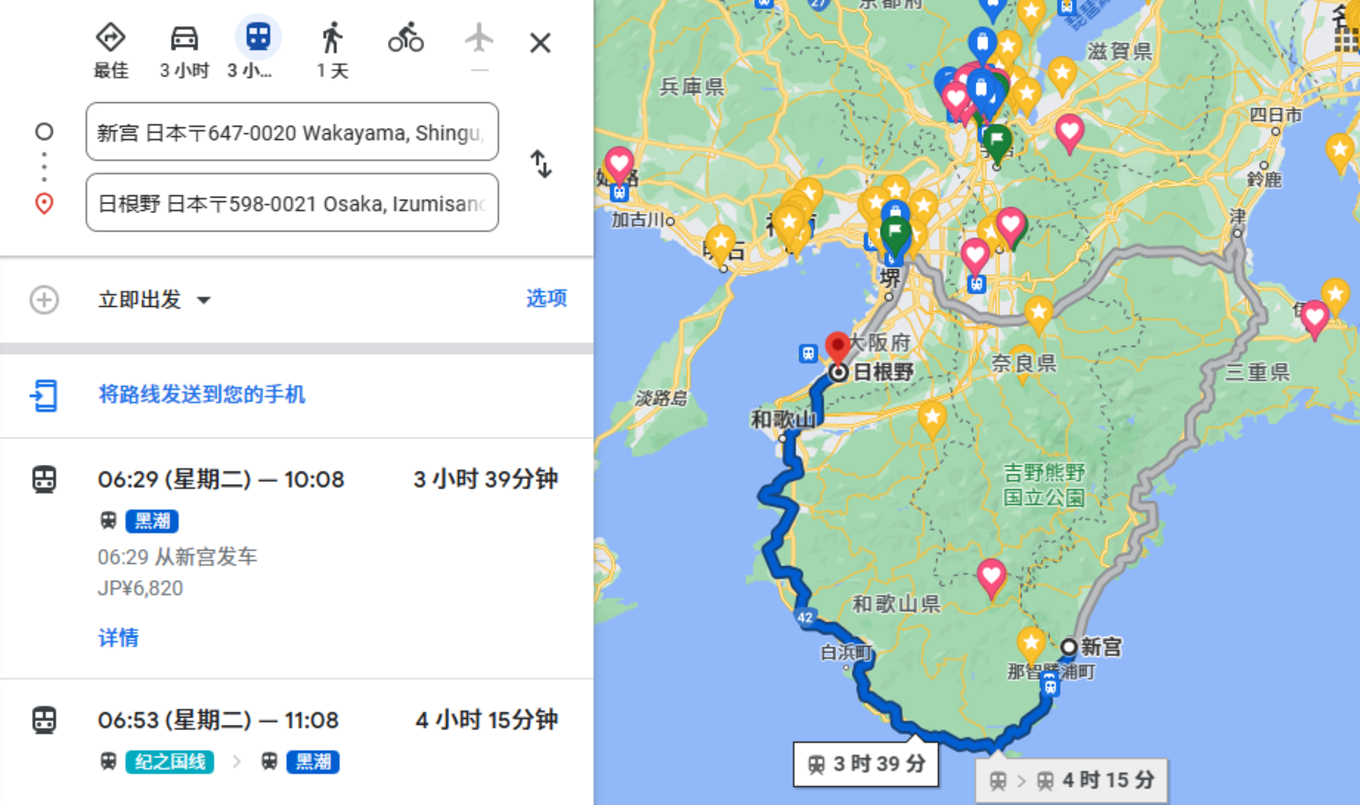 最佳
3 小时
3 小...
1 天
—
新宮 日本〒647-0020 Wakayama, Shingu,
日根野 日本〒598-0021 Osaka, Izumisano
立即出发
选项
将路线发送到您的手机
06:29 (星期二) — 10:08
3 小时 39分钟
黑潮
06:29 从新宫发车
JP¥6,820
详情
06:53 (星期二) — 11:08
4 小时 15分钟
纪之国线
黑潮
京都府
27
滋賀県
兵庫県
四日市
鈴鹿
加古川
津
明石
堺
大阪府
日根野
奈良県
三重県
淡路島
和歌山
吉野熊野
国立公園
和歌山県
42
新宮
白浜町
那智勝浦町
3 时 39 分
4 时 15 分